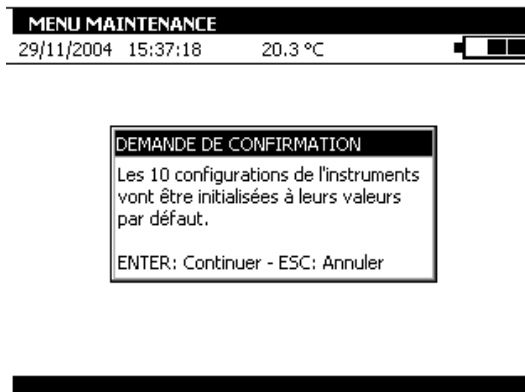 MENU MAINTENANCE
29/11/2004 15:37:18 20.3 °C
DEMANDE DE CONFIRMATION
Les 10 configurations de l'instruments
vont être initialisées à leurs valeurs
par défaut.
ENTER: Continuer - ESC: Annuler